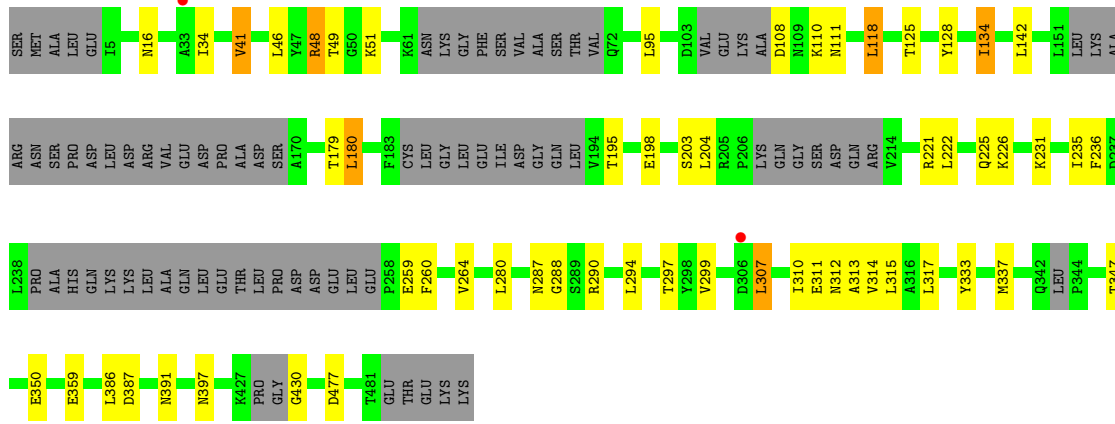 SER MET ALA LEU GLU I5 N16 A33 I34 V41 L46 Y47 R48 T49 G50 K51 K61 ASN LYS GLY PHE SER VAL ALA SER THR VAL Q72 L95 D103 VAL GLU LYS ALA D108 N109 K110 N111 L118 T125 Y128 I134 L142 L151 LEU LYS ALA
ARG ASN SER PRO ASP LEU ASP ARG VAL GLU ASP PRO ALA ASP SER A170 T179 L180 F183 CYS LEU GLY LEU GLU ILE ASP GLY GLN LEU V194 T195 E198 S203 L204 R205 P206 LYS GLN GLY SER ASP GLN ARG V214 R221 L222 Q225 K226 K231 I235 F236 D237
L238 PRO ALA HIS GLN LYS LYS LEU ALA GLN LEU GLU THR LEU PRO ASP ASP GLU LEU GLU P258 E259 F260 V264 L280 N287 G288 S289 R290 L294 T297 Y298 V299 D306 L307 I310 E311 N312 A313 V314 L315 A316 L317 Y333 M337 Q342 LEU P344 T347
E350 E359 L386 D387 N391 N397 K427 PRO GLY G430 D477 T481 GLU THR GLU LYS LYS